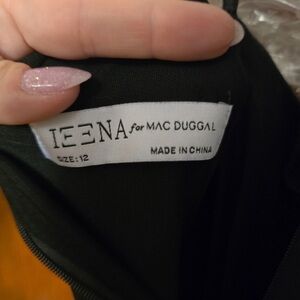 IEENA for MAC DUGGAL
SIZE: 12
MADE IN CHINA